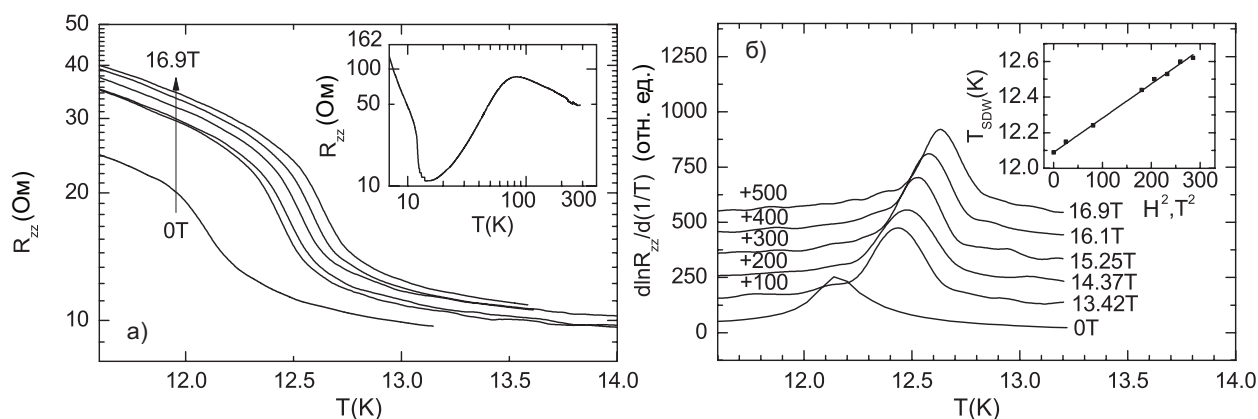 50
40
30
20
10
R_zz(Ом)
16.9T
0T
а)
12.0 12.5 13.0 13.5 14.0
T(К)
162
100
50
10
R_zz (Ом)
10 100 300
T(К)
1250
1000
750
500
250
0
dlnR_zz/d(1/T) (отн. ед.)
б)
+500
+400
+300
+200
+100
16.9T
16.1T
15.25T
14.37T
13.42T
0T
12.0 12.5 13.0 13.5 14.0
T(К)
12.6
12.4
12.2
12.0
T_SDW(К)
0 100 200 300
H²,T²